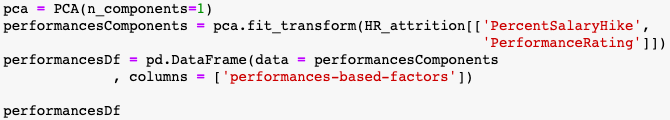 pca = PCA(n_components=1)
performancesComponents = pca.fit_transform(HR_attrition[['PercentSalaryHike',
                                                         'PerformanceRating']])
performancesDf = pd.DataFrame(data = performancesComponents
             , columns = ['performances-based-factors'])

performancesDf